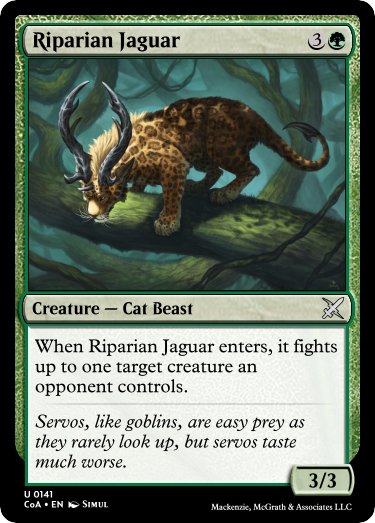 Riparian Jaguar 3
Creature — Cat Beast
When Riparian Jaguar enters, it fights
up to one target creature an
opponent controls.
Servos, like goblins, are easy prey as
they rarely look up, but servos taste
much worse.
3/3
U 0141
CoA • EN Simul
Mackenzie, McGrath & Associates LLC